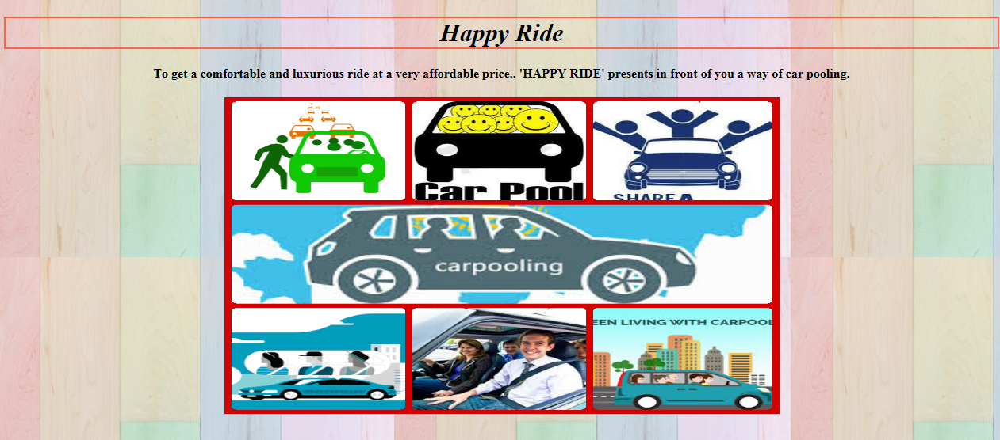 Happy Ride
To get a comfortable and luxurious ride at a very affordable price.. 'HAPPY RIDE' presents in front of you a way of car pooling.
Car Pool
SHARE A
carpooling
EEN LIVING WITH CARPOOL